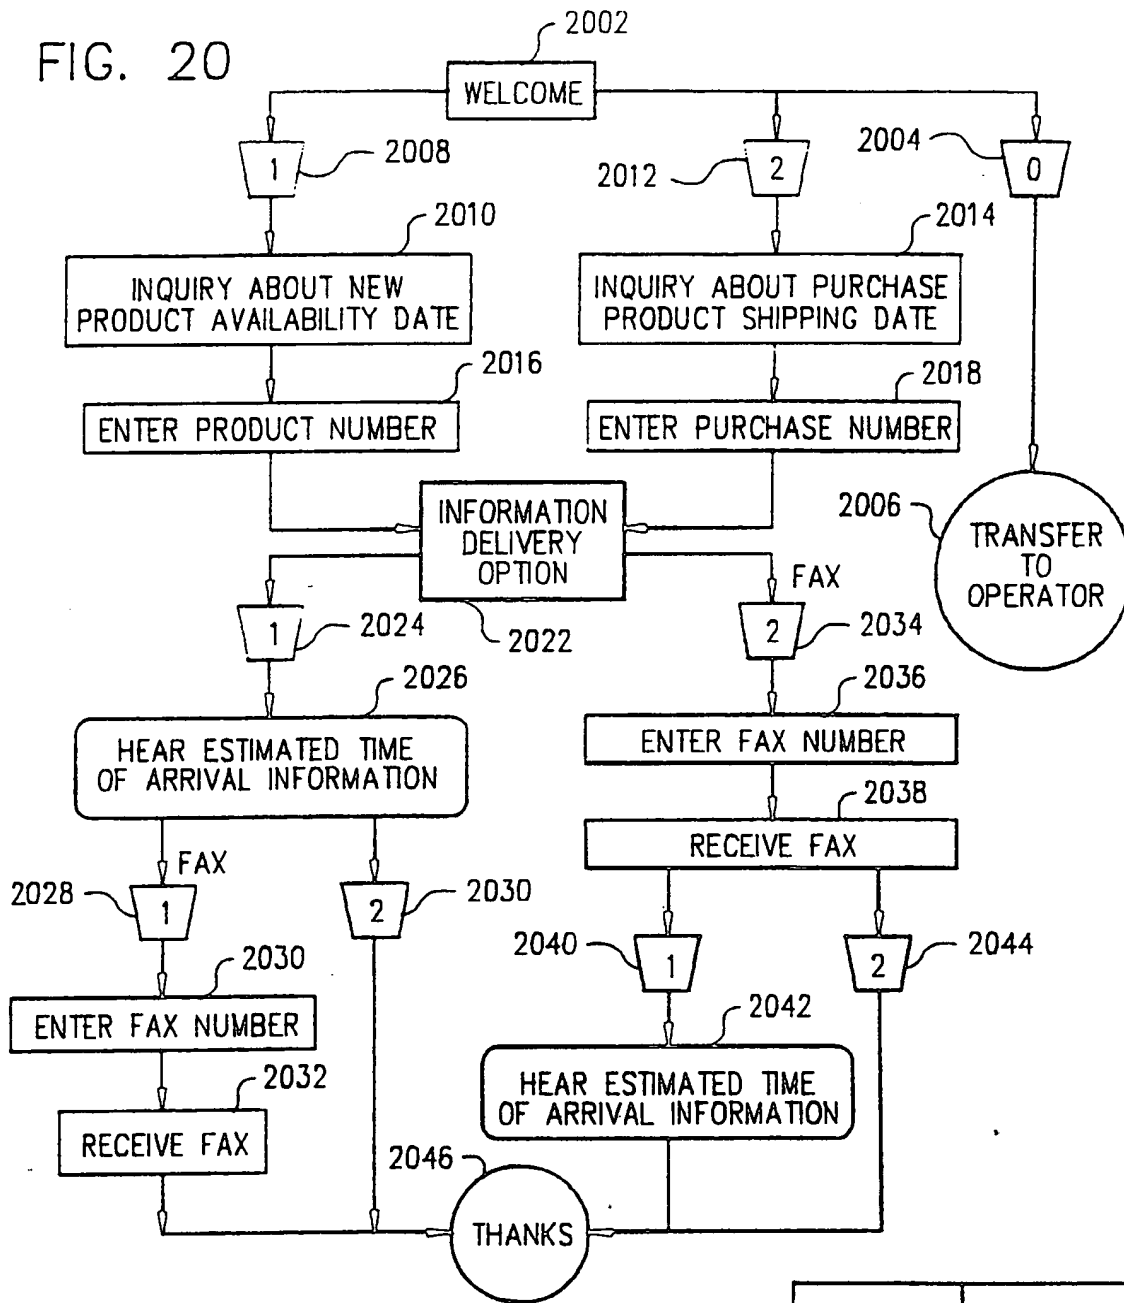 FIG. 20
2002
WELCOME
1
2008
2012
2
2004
0
2010
2014
INQUIRY ABOUT NEW
PRODUCT AVAILABILITY DATE
INQUIRY ABOUT PURCHASE
PRODUCT SHIPPING DATE
2016
2018
ENTER PRODUCT NUMBER
ENTER PURCHASE NUMBER
INFORMATION
DELIVERY
OPTION
2022
2006
TRANSFER
TO
OPERATOR
1
2024
FAX
2
2034
2026
HEAR ESTIMATED TIME
OF ARRIVAL INFORMATION
2036
ENTER FAX NUMBER
2038
RECEIVE FAX
FAX
2028
1
2
2030
2040
1
2
2044
2030
ENTER FAX NUMBER
2042
HEAR ESTIMATED TIME
OF ARRIVAL INFORMATION
2032
RECEIVE FAX
2046
THANKS